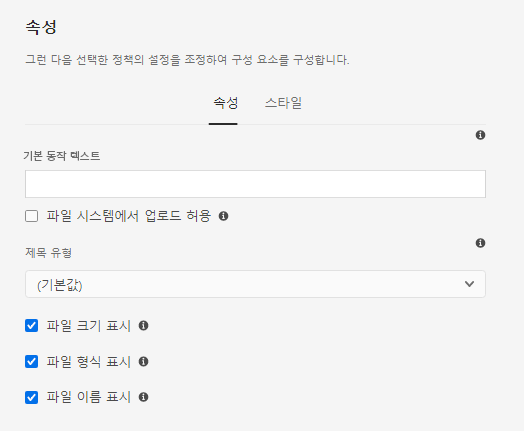 속성
그런 다음 선택한 정책의 설정을 조정하여 구성 요소를 구성합니다.
속성 스타일
기본 동작 텍스트
파일 시스템에서 업로드 허용
제목 유형
(기본값)
파일 크기 표시
파일 형식 표시
파일 이름 표시